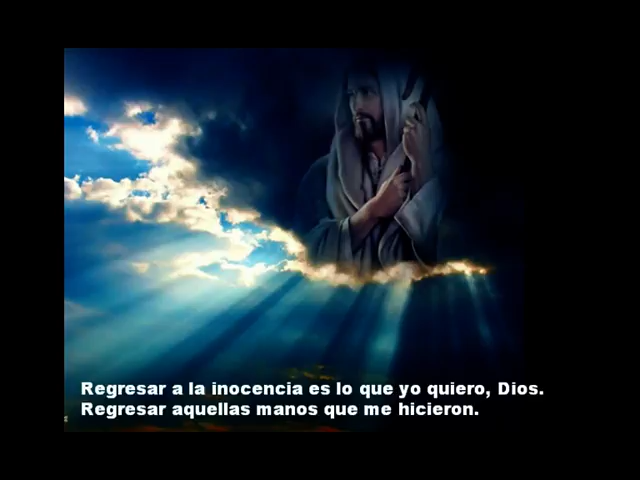 Regresar a la inocencia es lo que yo quiero, Dios.
Regresar aquellas manos que me hicieron.